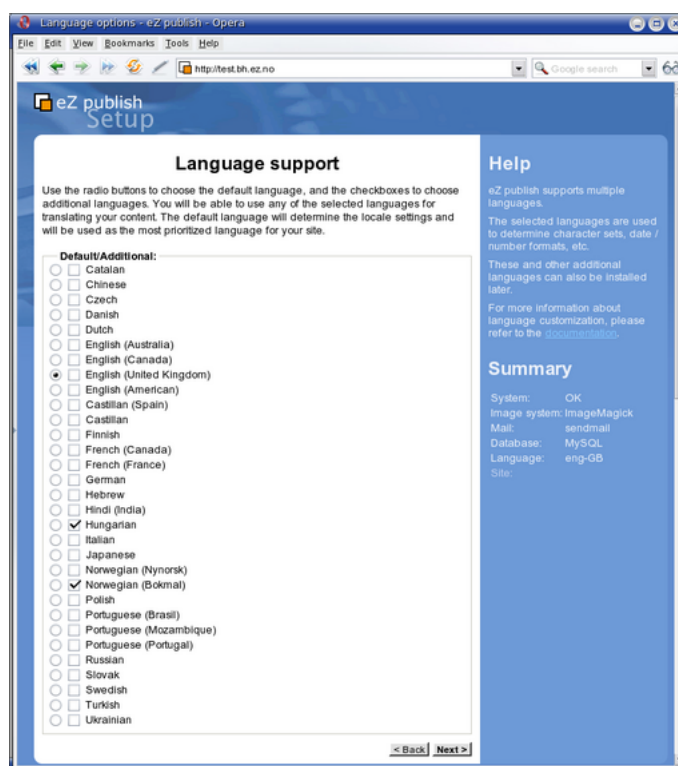 Language options - eZ publish - Opera
File Edit View Bookmarks Tools Help
http://test.bh.ez.no
Google search
eZ publish
Setup
Language support
Use the radio buttons to choose the default language, and the checkboxes to choose
additional languages. You will be able to use any of the selected languages for
translating your content. The default language will determine the locale settings and
will be used as the most prioritized language for your site.
Default/Additional:
Catalan
Chinese
Czech
Danish
Dutch
English (Australia)
English (Canada)
English (United Kingdom)
English (American)
Castilian (Spain)
Castilian
Finnish
French (Canada)
French (France)
German
Hebrew
Hindi (India)
Hungarian
Italian
Japanese
Norwegian (Nynorsk)
Norwegian (Bokmal)
Polish
Portuguese (Brasil)
Portuguese (Mozambique)
Portuguese (Portugal)
Russian
Slovak
Swedish
Turkish
Ukrainian
< Back Next >
Help
eZ publish supports multiple
languages.
The selected languages are used
to determine character sets, date /
number formats, etc.
These and other additional
languages can also be installed
later.
For more information about
language customization, please
refer to the documentation.
Summary
System: OK
Image system: ImageMagick
Mail: sendmail
Database: MySQL
Language: eng-GB
Site: